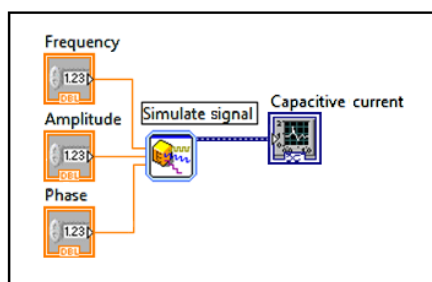 Frequency
1.23
DBL
Simulate signal
Capacitive current
Amplitude
1.23
DBL
Phase
1.23
DBL